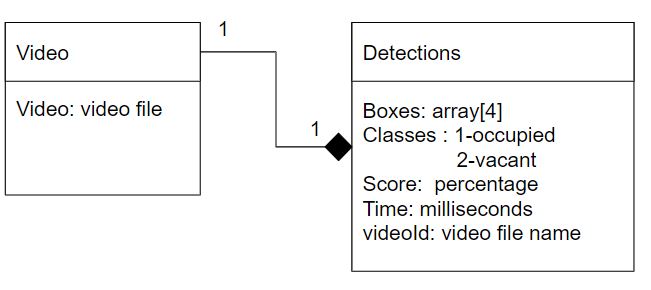 Video
Video: video file
1
1
Detections
Boxes: array[4]
Classes : 1-occupied
2-vacant
Score: percentage
Time: milliseconds
videoId: video file name